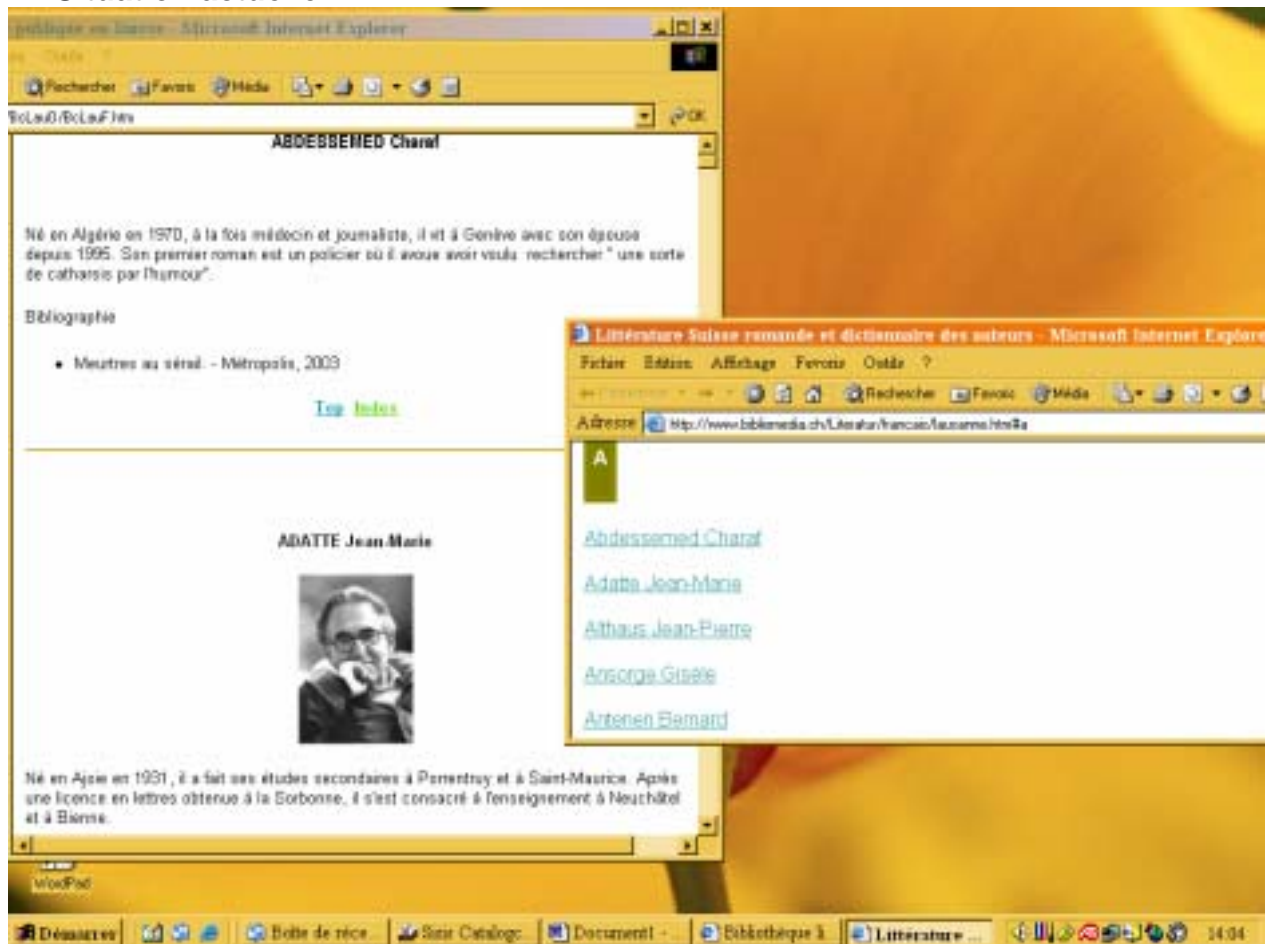 publique en - Microsoft Internet Explorer
Outils ?
Rechercher Favoris Média
/BcLauF.htm OK
ABDESSEMED Charaf
Né en Algérie en 1970, à la fois médecin et journaliste, il vit à Genève avec son épouse
depuis 1995. Son premier roman est un policier où il avoue avoir voulu rechercher " une sorte
de catharsis par l'humour".
Bibliographie
• Meurtres au sérail. - Métropolis, 2003
Top Index
ADATTE Jean-Marie
Né en Ajoie en 1931, il a fait ses études secondaires à Porrentruy et à Saint-Maurice. Après
une licence en lettres obtenue à la Sorbonne, il s'est consacré à l'enseignement à Neuchâtel
et à Bienne.
Littérature Suisse romande et dictionnaire des auteurs - Microsoft Internet Explore
Fichier Edition Affichage Favoris Outils ?
Rechercher Favoris Média
Adresse http://www.bibliomedia.ch/Literatur/francais/lausanne.htm#a
A
Abdessemed Charaf
Adatte Jean-Marie
Althaus Jean-Pierre
Ansorge Gisèle
Antenen Bernard
WordPad
Démarrer Boîte de réce... Sirsi Catalogc... Document1 - ... Bibliothèque Littérature ... 14:04